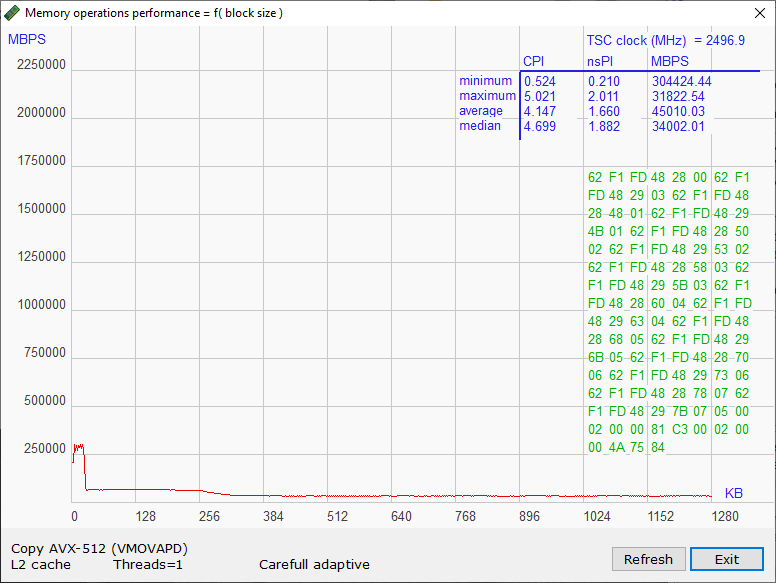 Memory operations performance = f( block size )
MBPS
TSC clock (MHz) = 2496.9
CPI nsPI MBPS
minimum 0.524 0.210 304424.44
maximum 5.021 2.011 31822.54
average 4.147 1.660 45010.03
median 4.699 1.882 34002.01
2250000
2000000
1750000
1500000
1250000
1000000
750000
500000
250000
62 F1 FD 48 28 00 62 F1
FD 48 29 03 62 F1 FD 48
28 48 01 62 F1 FD 48 29
4B 01 62 F1 FD 48 28 50
02 62 F1 FD 48 29 53 02
62 F1 FD 48 28 58 03 62
F1 FD 48 29 5B 03 62 F1
FD 48 28 60 04 62 F1 FD
48 29 63 04 62 F1 FD 48
28 68 05 62 F1 FD 48 29
6B 05 62 F1 FD 48 28 70
06 62 F1 FD 48 29 73 06
62 F1 FD 48 28 78 07 62
F1 FD 48 29 7B 07 05 00
02 00 00 81 C3 00 02 00
00 4A 75 84
KB
0 128 256 384 512 640 768 896 1024 1152 1280
Copy AVX-512 (VMOVAPD)
L2 cache Threads=1 Carefull adaptive
Refresh Exit